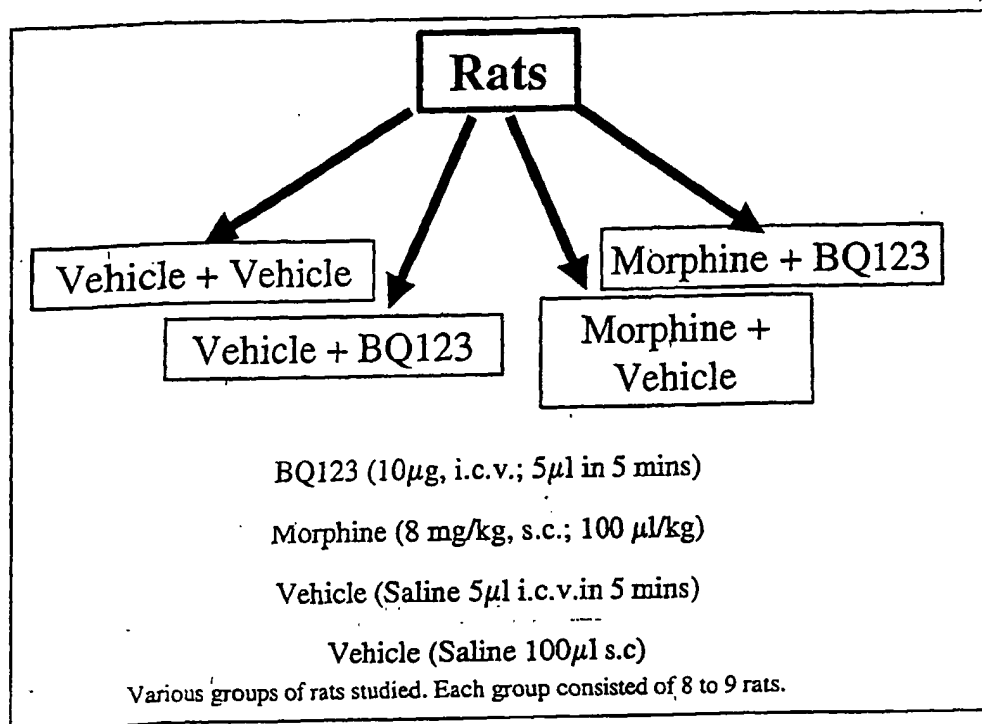 Rats
Vehicle + Vehicle
Morphine + BQ123
Vehicle + BQ123
Morphine +
Vehicle
BQ123 (10µg, i.c.v.; 5µl in 5 mins)
Morphine (8 mg/kg, s.c.; 100 µl/kg)
Vehicle (Saline 5µl i.c.v.in 5 mins)
Vehicle (Saline 100µl s.c)
Various groups of rats studied. Each group consisted of 8 to 9 rats.